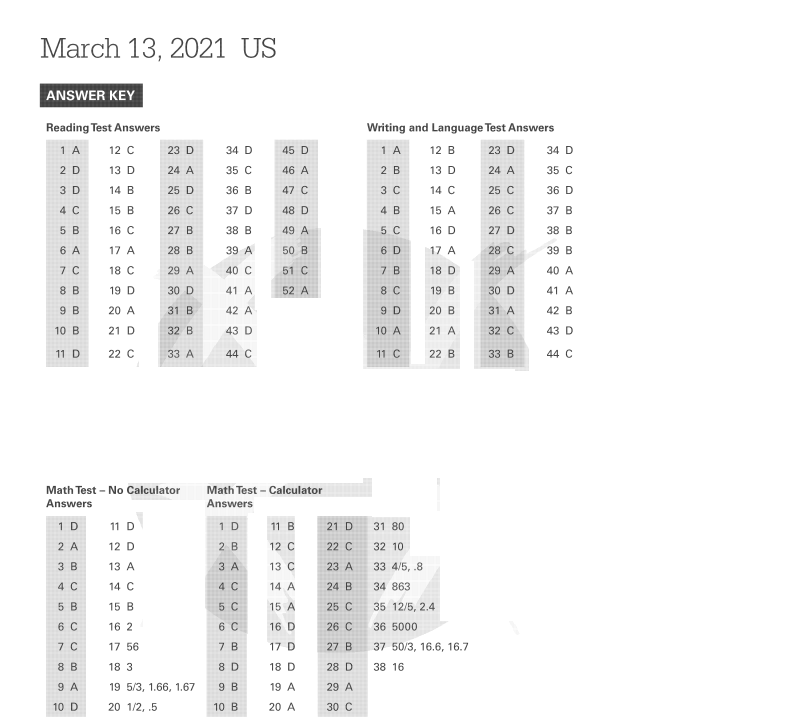 March 13, 2021 US
ANSWER KEY
Reading Test Answers
1 A 12 C 23 D 34 D 45 D
2 D 13 D 24 A 35 C 46 A
3 D 14 B 25 D 36 B 47 C
4 C 15 B 26 C 37 D 48 D
5 B 16 C 27 B 38 B 49 A
6 A 17 A 28 B 39 A 50 B
7 C 18 C 29 A 40 C 51 C
8 B 19 D 30 D 41 A 52 A
9 B 20 A 31 B 42 A
10 B 21 D 32 B 43 D
11 D 22 C 33 A 44 C
Writing and Language Test Answers
1 A 12 B 23 D 34 D
2 B 13 D 24 A 35 C
3 C 14 C 25 C 36 D
4 B 15 A 26 C 37 B
5 C 16 D 27 D 38 B
6 D 17 A 28 C 39 B
7 B 18 D 29 A 40 A
8 C 19 B 30 D 41 A
9 D 20 B 31 A 42 B
10 A 21 A 32 C 43 D
11 C 22 B 33 B 44 C
Math Test – No Calculator
Answers
1 D 11 D
2 A 12 D
3 B 13 A
4 C 14 C
5 B 15 B
6 C 16 2
7 C 17 56
8 B 18 3
9 A 19 5/3, 1.66, 1.67
10 D 20 1/2, .5
Math Test – Calculator
Answers
1 D 11 B 21 D 31 80
2 B 12 C 22 C 32 10
3 A 13 C 23 A 33 4/5, .8
4 C 14 A 24 B 34 863
5 C 15 A 25 C 35 12/5, 2.4
6 C 16 D 26 C 36 5000
7 B 17 D 27 B 37 50/3, 16.6, 16.7
8 D 18 D 28 D 38 16
9 B 19 A 29 A
10 B 20 A 30 C